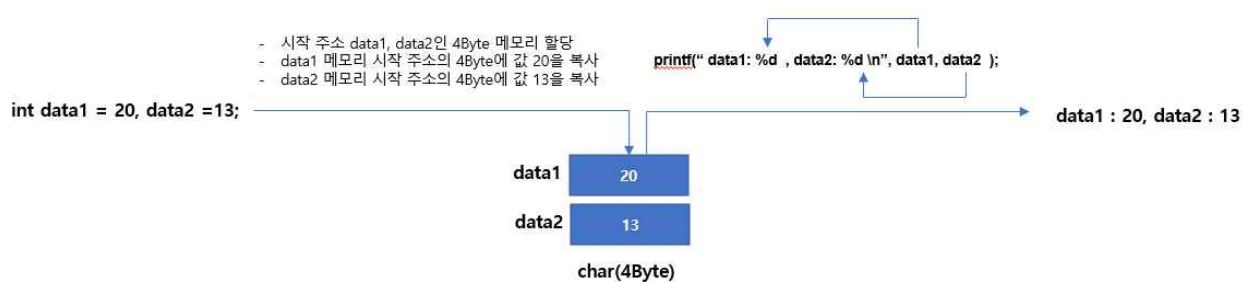 - 시작 주소 data1, data2인 4Byte 메모리 할당
- data1 메모리 시작 주소의 4Byte에 값 20을 복사
- data2 메모리 시작 주소의 4Byte에 값 13을 복사
printf(“ data1: %d  , data2: %d \n”, data1, data2  );
int data1 = 20, data2 =13;
data1 : 20, data2 : 13
data1
20
data2
13
char(4Byte)